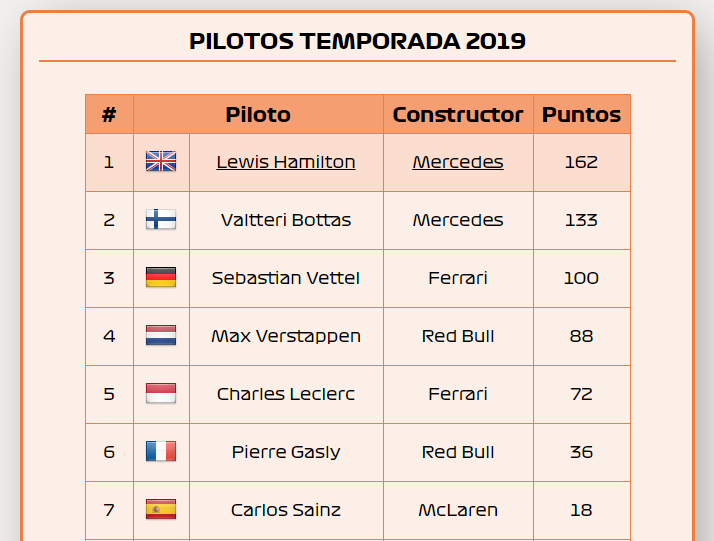 PILOTOS TEMPORADA 2019
# Piloto Constructor Puntos
1 Lewis Hamilton Mercedes 162
2 Valtteri Bottas Mercedes 133
3 Sebastian Vettel Ferrari 100
4 Max Verstappen Red Bull 88
5 Charles Leclerc Ferrari 72
6 Pierre Gasly Red Bull 36
7 Carlos Sainz McLaren 18